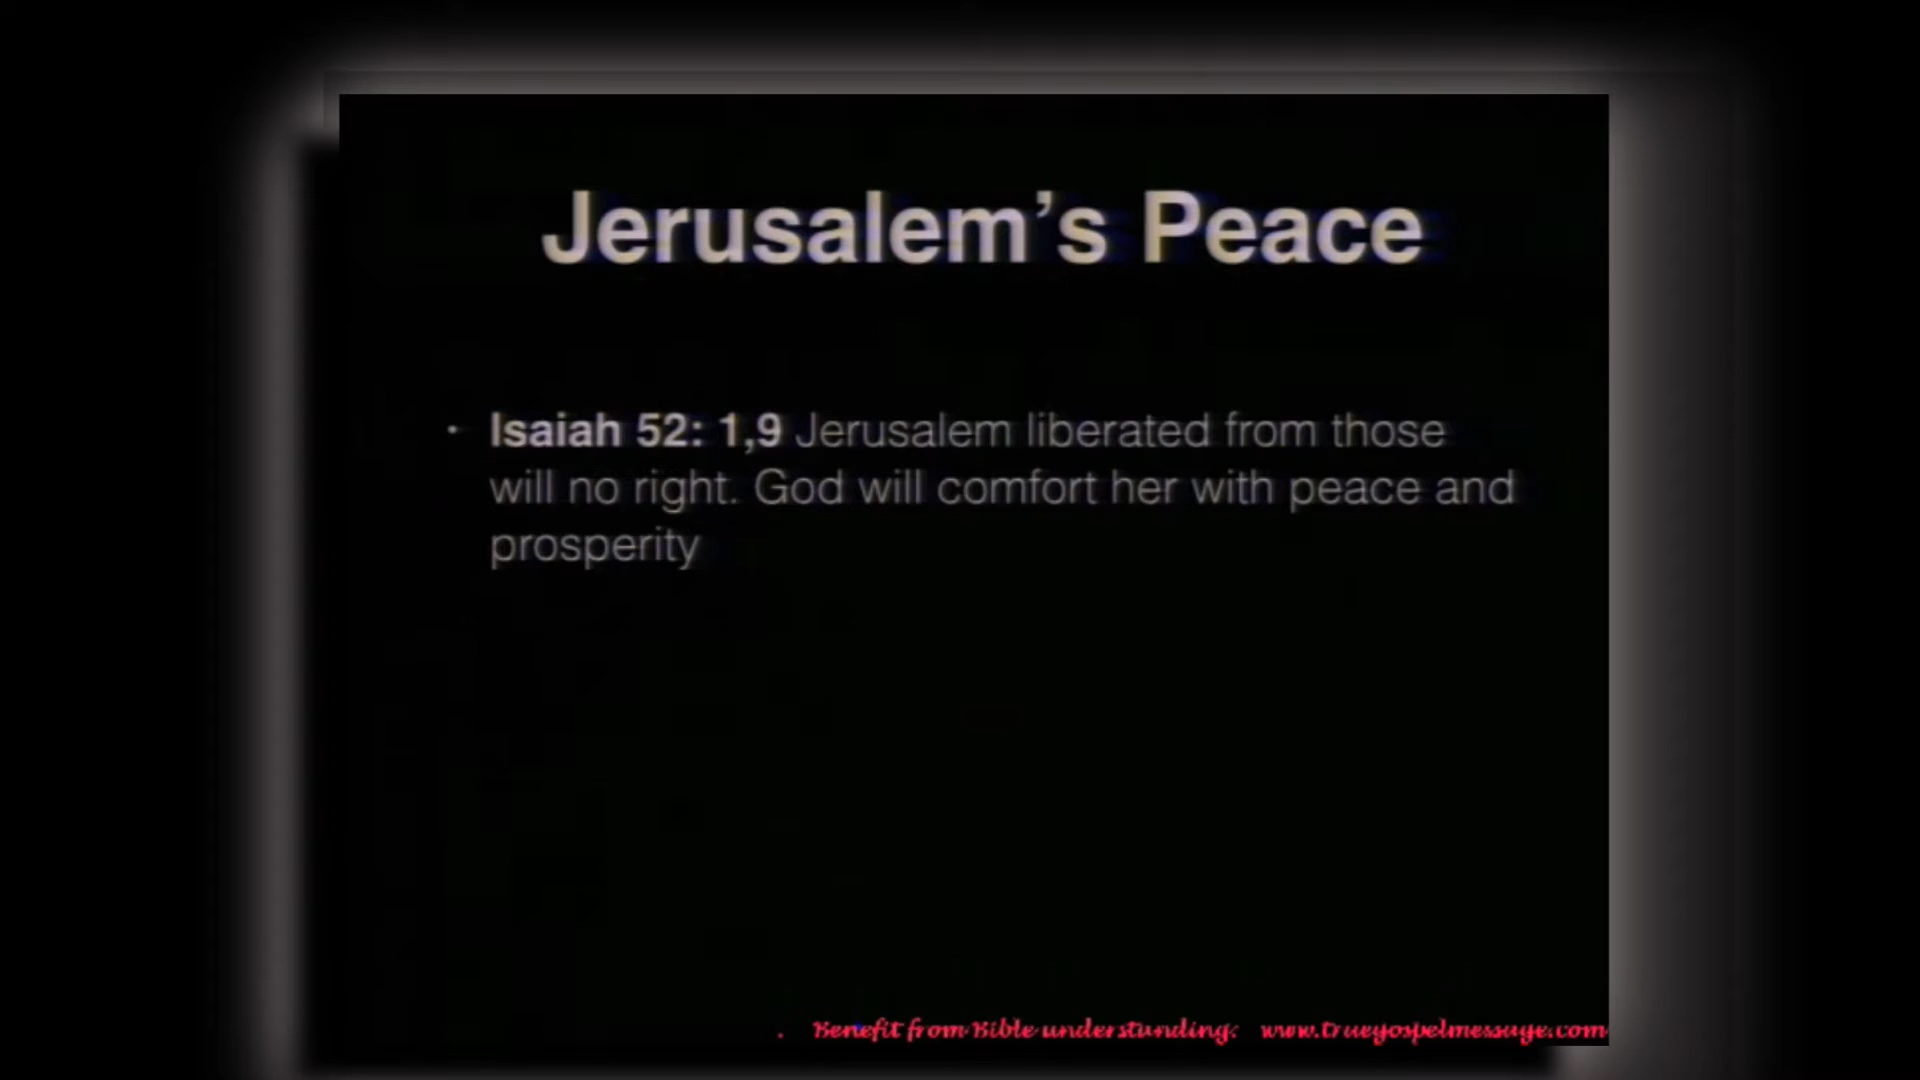 Jerusalem’s Peace
· Isaiah 52: 1,9 Jerusalem liberated from those
will no right. God will comfort her with peace and
prosperity
. Benefit from Bible understanding: www.truegospelmessage.com